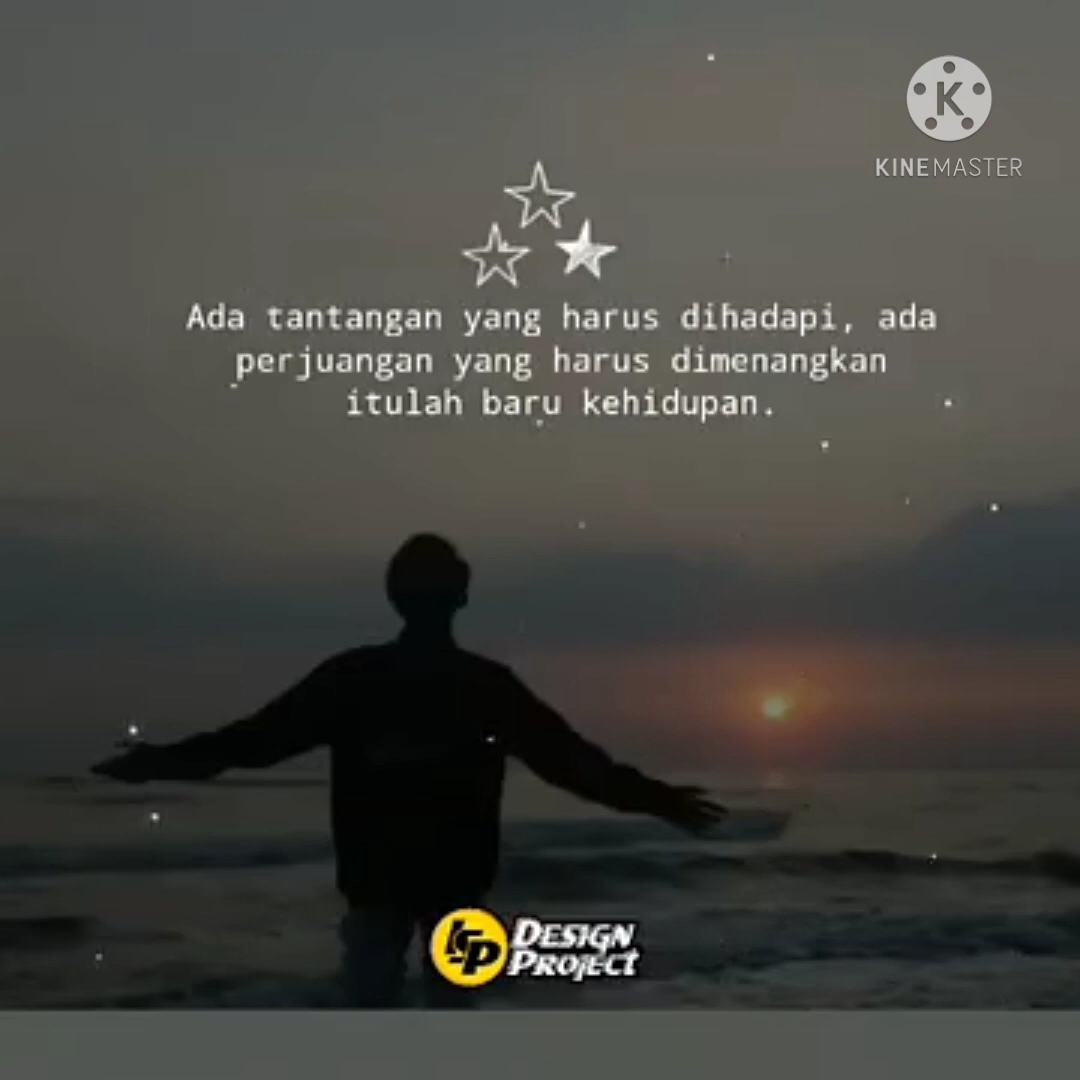 KINEMASTER
Ada tantangan yang harus dihadapi, ada
perjuangan yang harus dimenangkan
itulah baru kehidupan.
DESIGN
PROJECT